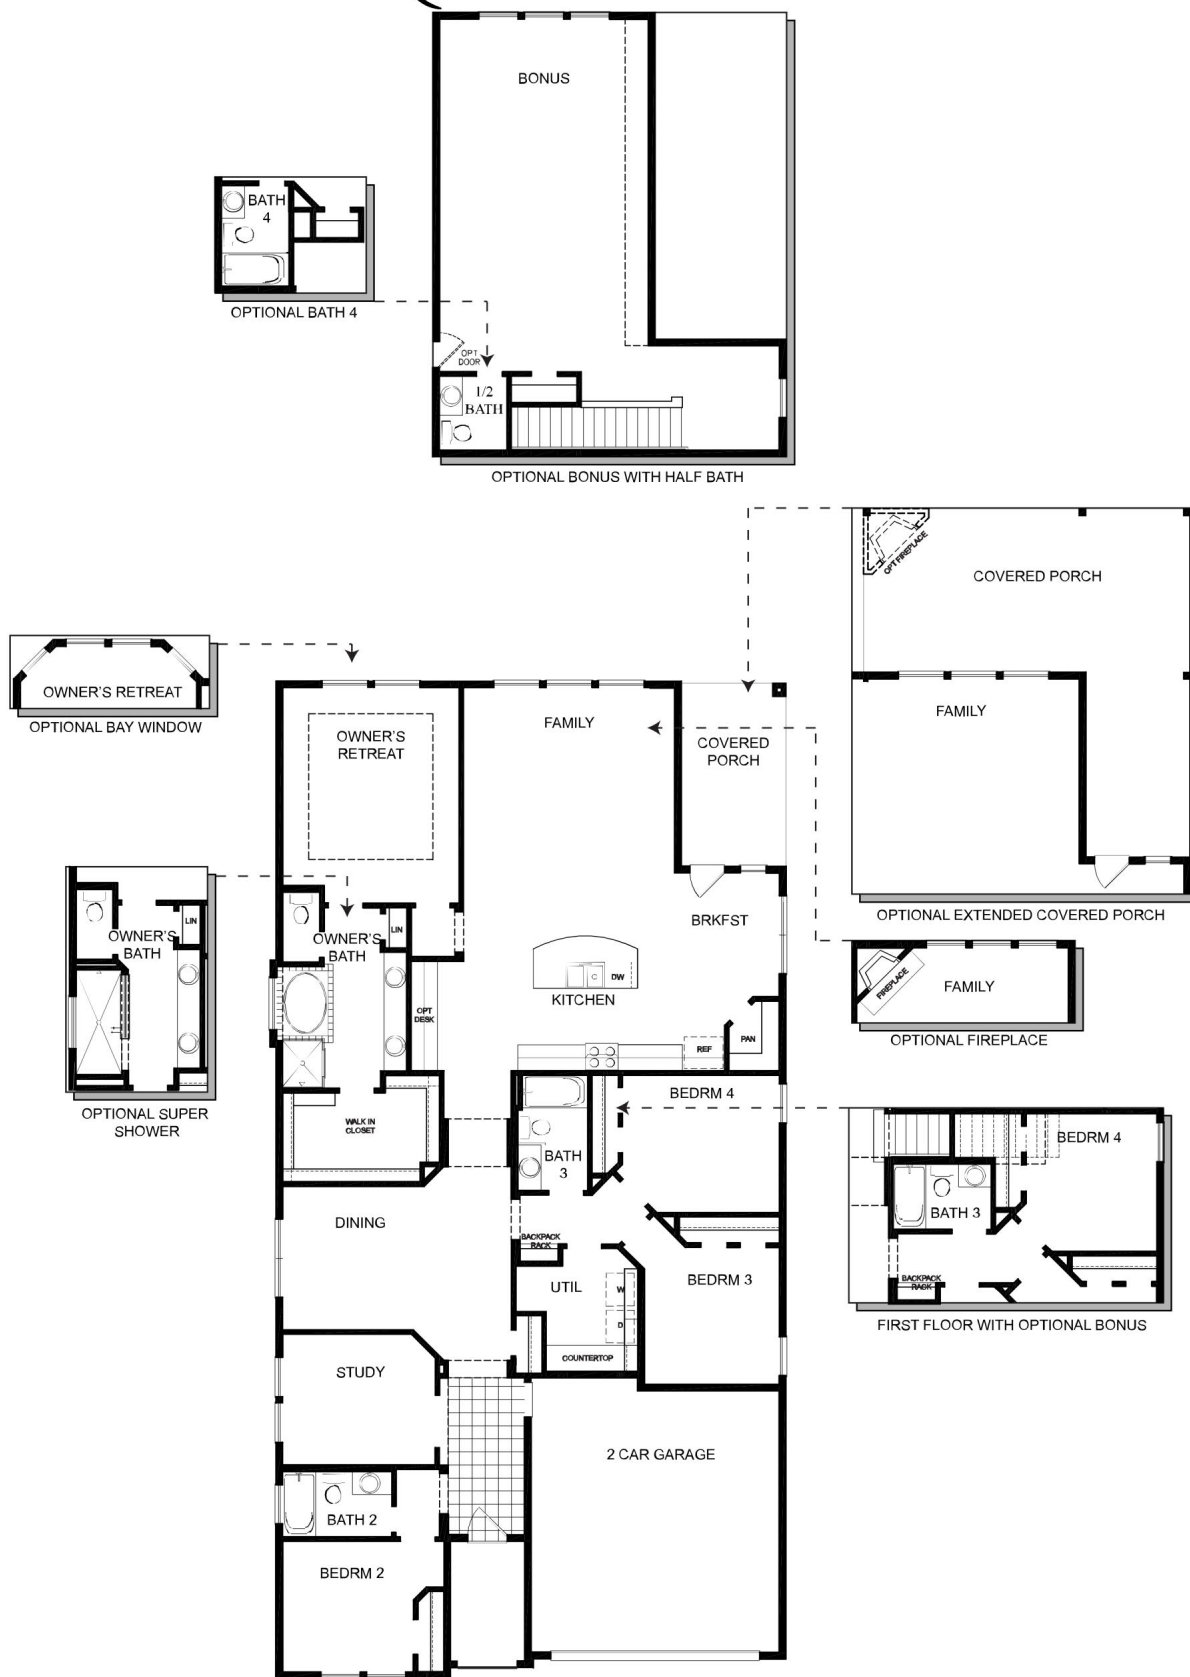 BONUS
BATH
4
OPTIONAL BATH 4
OPT
DOOR
1/2
BATH
OPTIONAL BONUS WITH HALF BATH
OPT FIREPLACE
COVERED PORCH
FAMILY
OPTIONAL EXTENDED COVERED PORCH
OWNER'S RETREAT
OPTIONAL BAY WINDOW
OWNER'S
RETREAT
FAMILY
COVERED
PORCH
LIN
OWNER'S
BATH
OPTIONAL SUPER
SHOWER
LIN
OWNER'S
BATH
BRKFST
C
DW
KITCHEN
OPT
DESK
PAN
REF
FIREPLACE
FAMILY
OPTIONAL FIREPLACE
WALK IN
CLOSET
BEDRM 4
BATH
3
BEDRM 4
BATH 3
BACKPACK
RACK
FIRST FLOOR WITH OPTIONAL BONUS
DINING
BACKPACK
RACK
UTIL
W
D
COUNTERTOP
BEDRM 3
STUDY
2 CAR GARAGE
BATH 2
BEDRM 2